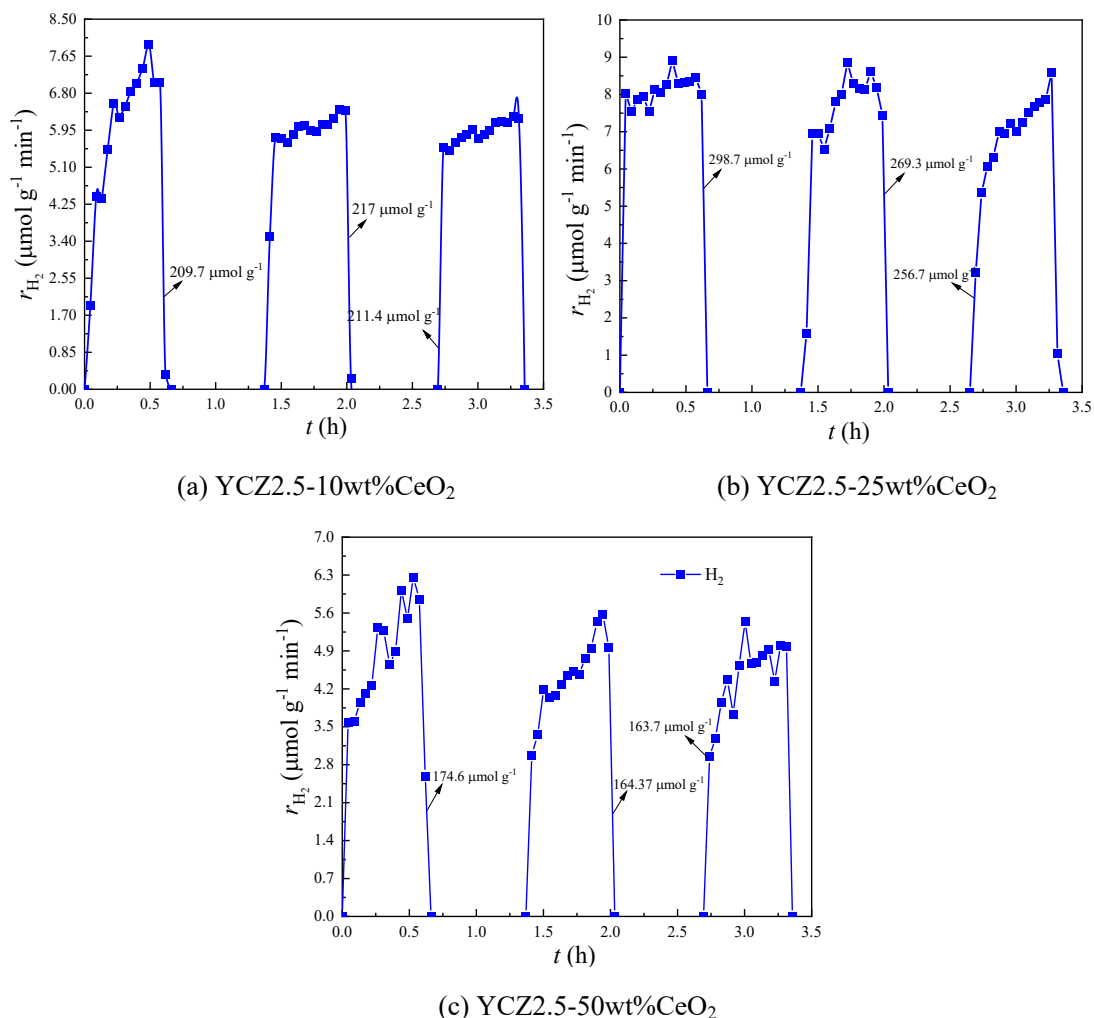 8.50
7.65
6.80
5.95
5.10
4.25
3.40
2.55
1.70
0.85
0.00
r_H₂ (μmol g⁻¹ min⁻¹)
209.7 μmol g⁻¹
217 μmol g⁻¹
211.4 μmol g⁻¹
0.0 0.5 1.0 1.5 2.0 2.5 3.0 3.5
t (h)
(a) YCZ2.5-10wt%CeO₂
10
9
8
7
6
5
4
3
2
1
0
r_H₂ (μmol g⁻¹ min⁻¹)
298.7 μmol g⁻¹
269.3 μmol g⁻¹
256.7 μmol g⁻¹
0.0 0.5 1.0 1.5 2.0 2.5 3.0 3.5
t (h)
(b) YCZ2.5-25wt%CeO₂
7.0
6.3
5.6
4.9
4.2
3.5
2.8
2.1
1.4
0.7
0.0
r_H₂ (μmol g⁻¹ min⁻¹)
H₂
174.6 μmol g⁻¹
164.37 μmol g⁻¹
163.7 μmol g⁻¹
0.0 0.5 1.0 1.5 2.0 2.5 3.0 3.5
t (h)
(c) YCZ2.5-50wt%CeO₂